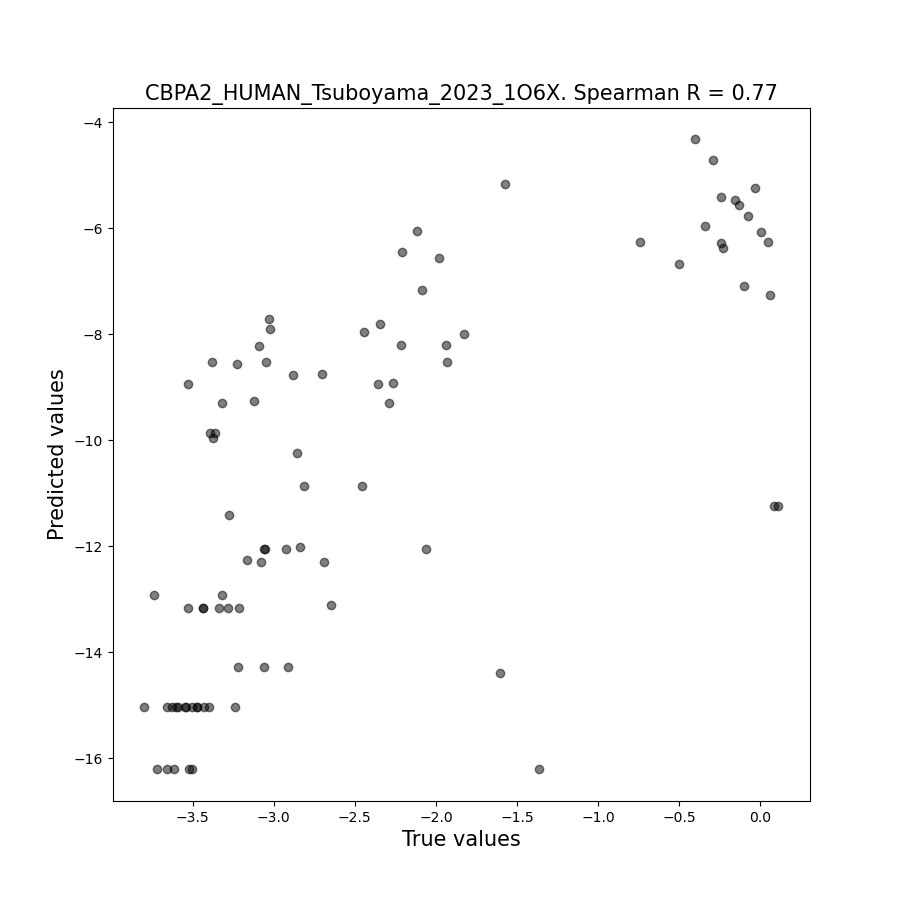 CBPA2_HUMAN_Tsuboyama_2023_1O6X. Spearman R = 0.77
−4
−6
−8
−10
−12
−14
−16
Predicted values
−3.5 −3.0 −2.5 −2.0 −1.5 −1.0 −0.5 0.0
True values